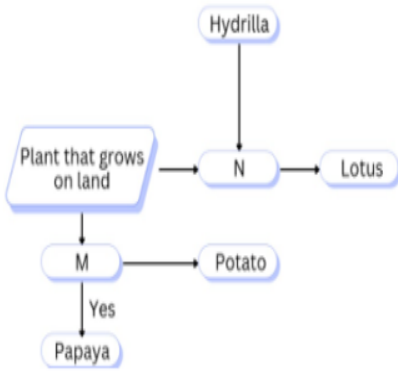 Hydrilla
Plant that grows
on land
N
Lotus
M
Potato
Yes
Papaya